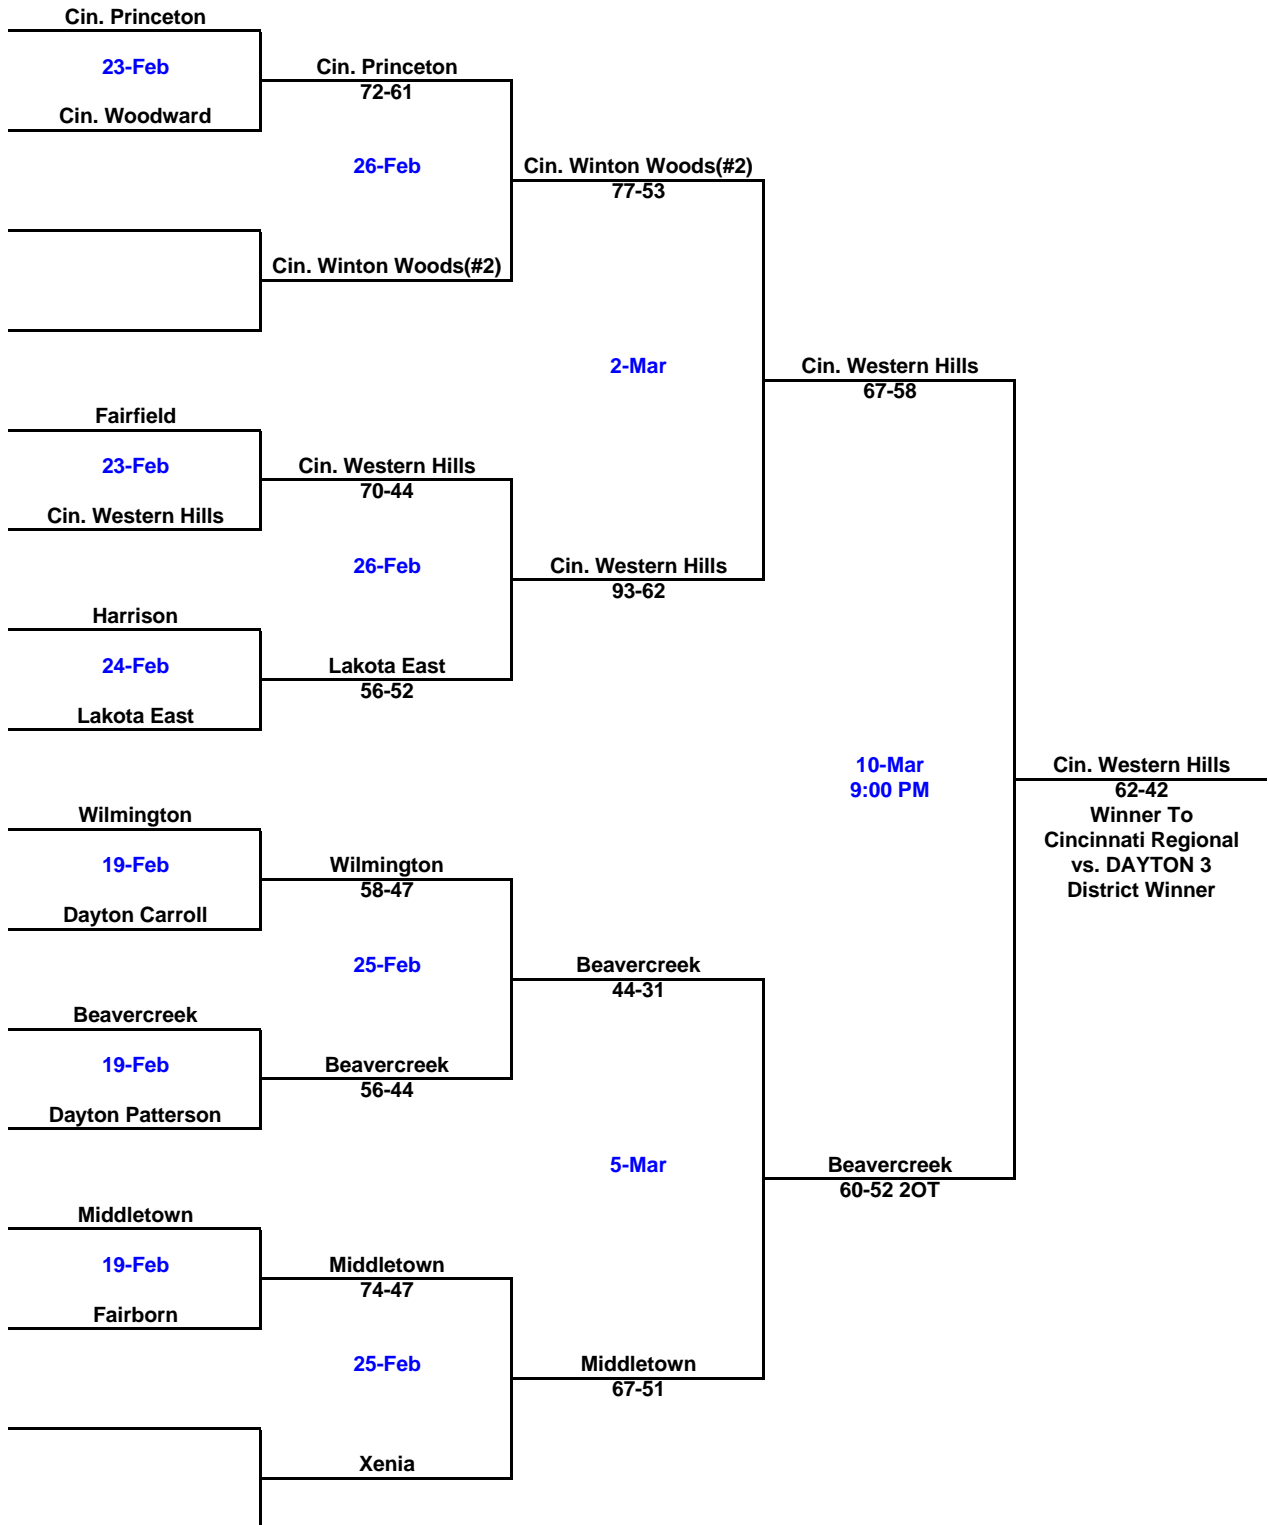 Cin. Princeton
23-Feb
Cin. Princeton
72-61
Cin. Woodward
26-Feb
Cin. Winton Woods(#2)
77-53
Cin. Winton Woods(#2)
2-Mar
Cin. Western Hills
67-58
Fairfield
23-Feb
Cin. Western Hills
70-44
Cin. Western Hills
26-Feb
Cin. Western Hills
93-62
Harrison
24-Feb
Lakota East
56-52
Lakota East
10-Mar
9:00 PM
Cin. Western Hills
62-42
Winner To
Cincinnati Regional
vs. DAYTON 3
District Winner
Wilmington
19-Feb
Wilmington
58-47
Dayton Carroll
25-Feb
Beavercreek
44-31
Beavercreek
19-Feb
Beavercreek
56-44
Dayton Patterson
5-Mar
Beavercreek
60-52 2OT
Middletown
19-Feb
Middletown
74-47
Fairborn
25-Feb
Middletown
67-51
Xenia